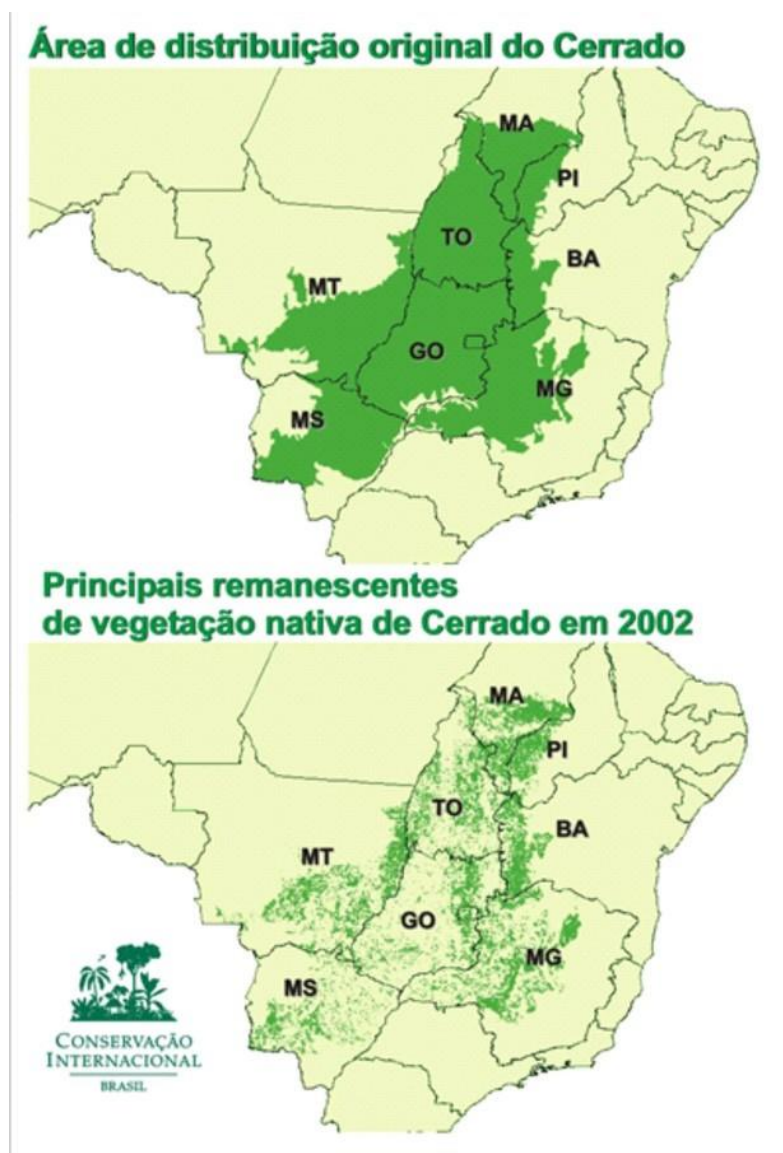 Área de distribuição original do Cerrado
MA
PI
TO
BA
MT
GO
MG
MS
Principais remanescentes
de vegetação nativa de Cerrado em 2002
MA
PI
TO
BA
MT
GO
MG
MS
CONSERVAÇÃO
INTERNACIONAL
BRASIL